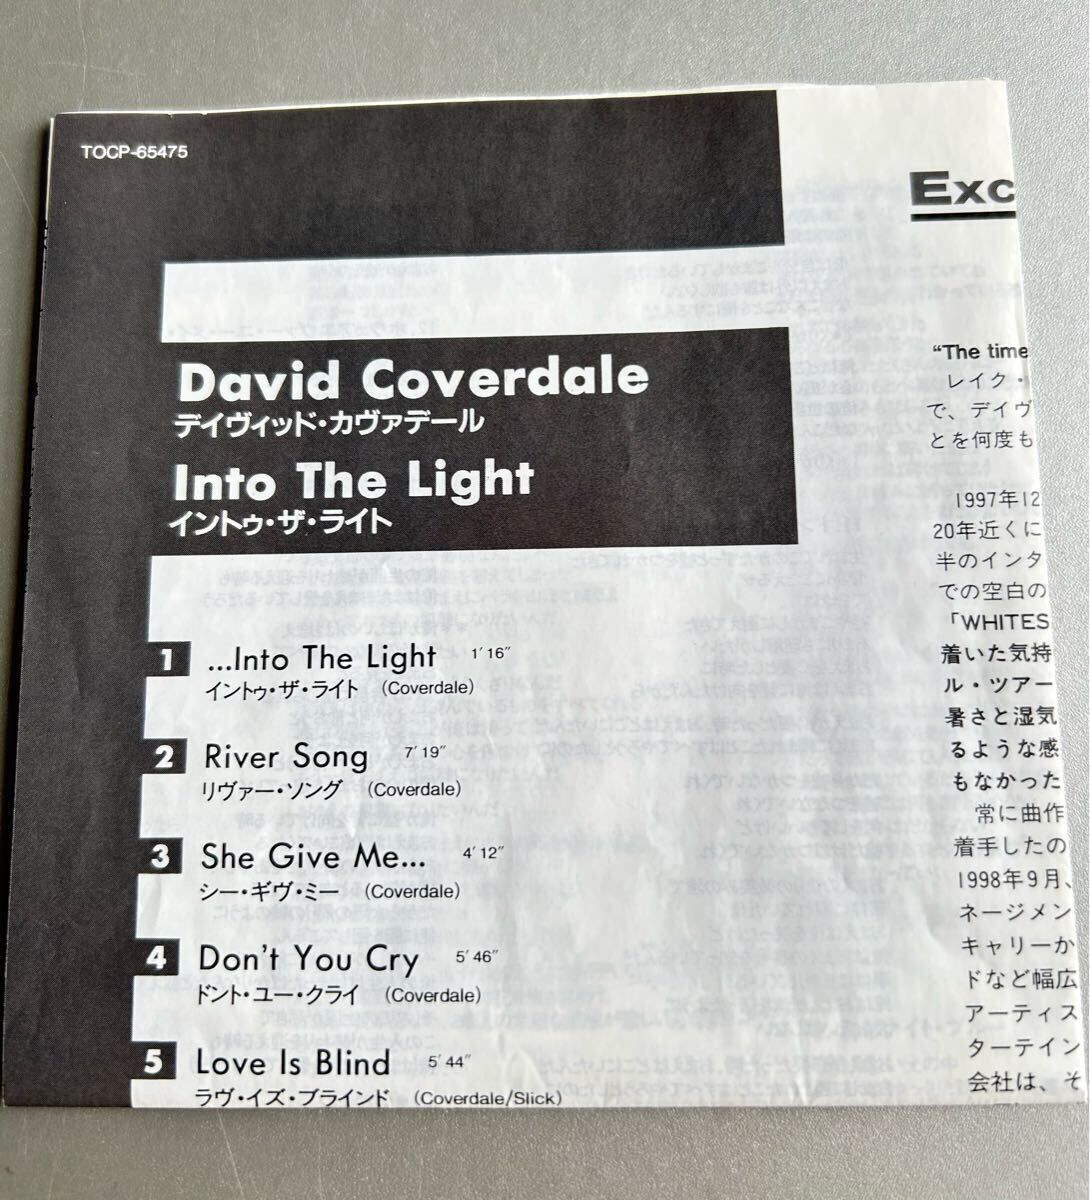 TOCP-65475
David Coverdale
デイヴィッド・カヴァデール
Into The Light
イントゥ・ザ・ライト
1 ...Into The Light 1'16"
イントゥ・ザ・ライト (Coverdale)
2 River Song 7'19"
リヴァー・ソング (Coverdale)
3 She Give Me... 4'12"
シー・ギヴ・ミー (Coverdale)
4 Don't You Cry 5'46"
ドント・ユー・クライ (Coverdale)
5 Love Is Blind 5'44"
ラヴ・イズ・ブラインド (Coverdale/Slick)
Exc
“The time
レイク・
で、デイヴ
とを何度も
1997年12
20年近くに
半のインタ
での空白の
「WHITES
着いた気持
ル・ツアー
暑さと湿気
るような感
もなかった
常に曲作
着手したの
1998年9月、
ネージメン
キャリーか
ドなど幅広
アーティス
ターテイン
会社は、そ